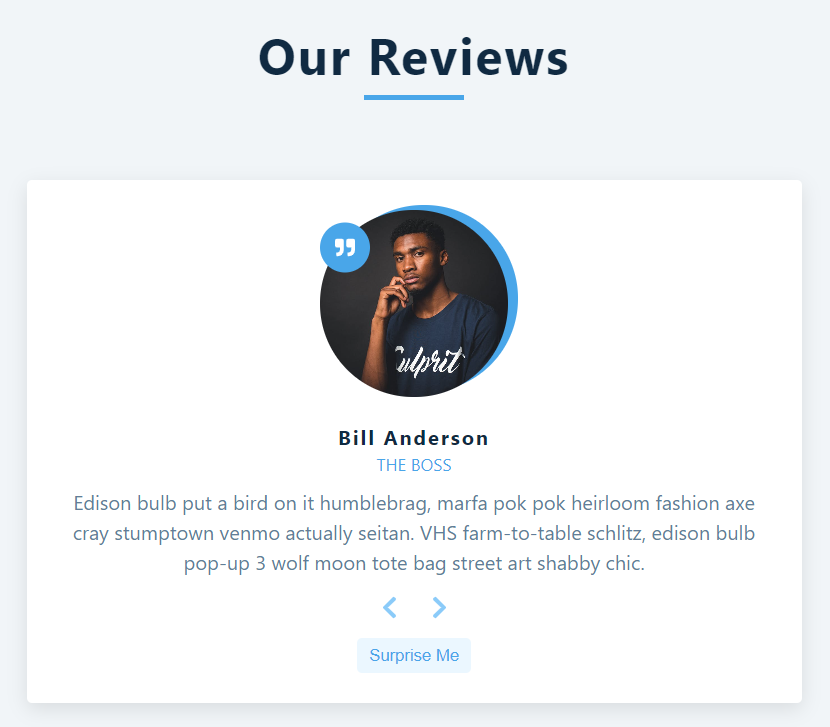 Our Reviews
Culprit
Bill Anderson
THE BOSS
Edison bulb put a bird on it humblebrag, marfa pok pok heirloom fashion axe
cray stumptown venmo actually seitan. VHS farm-to-table schlitz, edison bulb
pop-up 3 wolf moon tote bag street art shabby chic.
Surprise Me